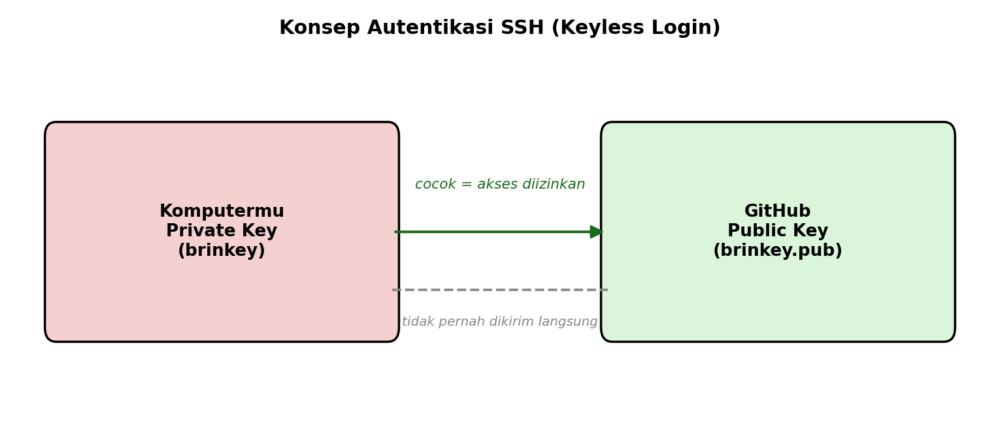 Konsep Autentikasi SSH (Keyless Login)
Komputermu
Private Key
(brinkey)
cocok = akses diizinkan
tidak pernah dikirim langsung
GitHub
Public Key
(brinkey.pub)